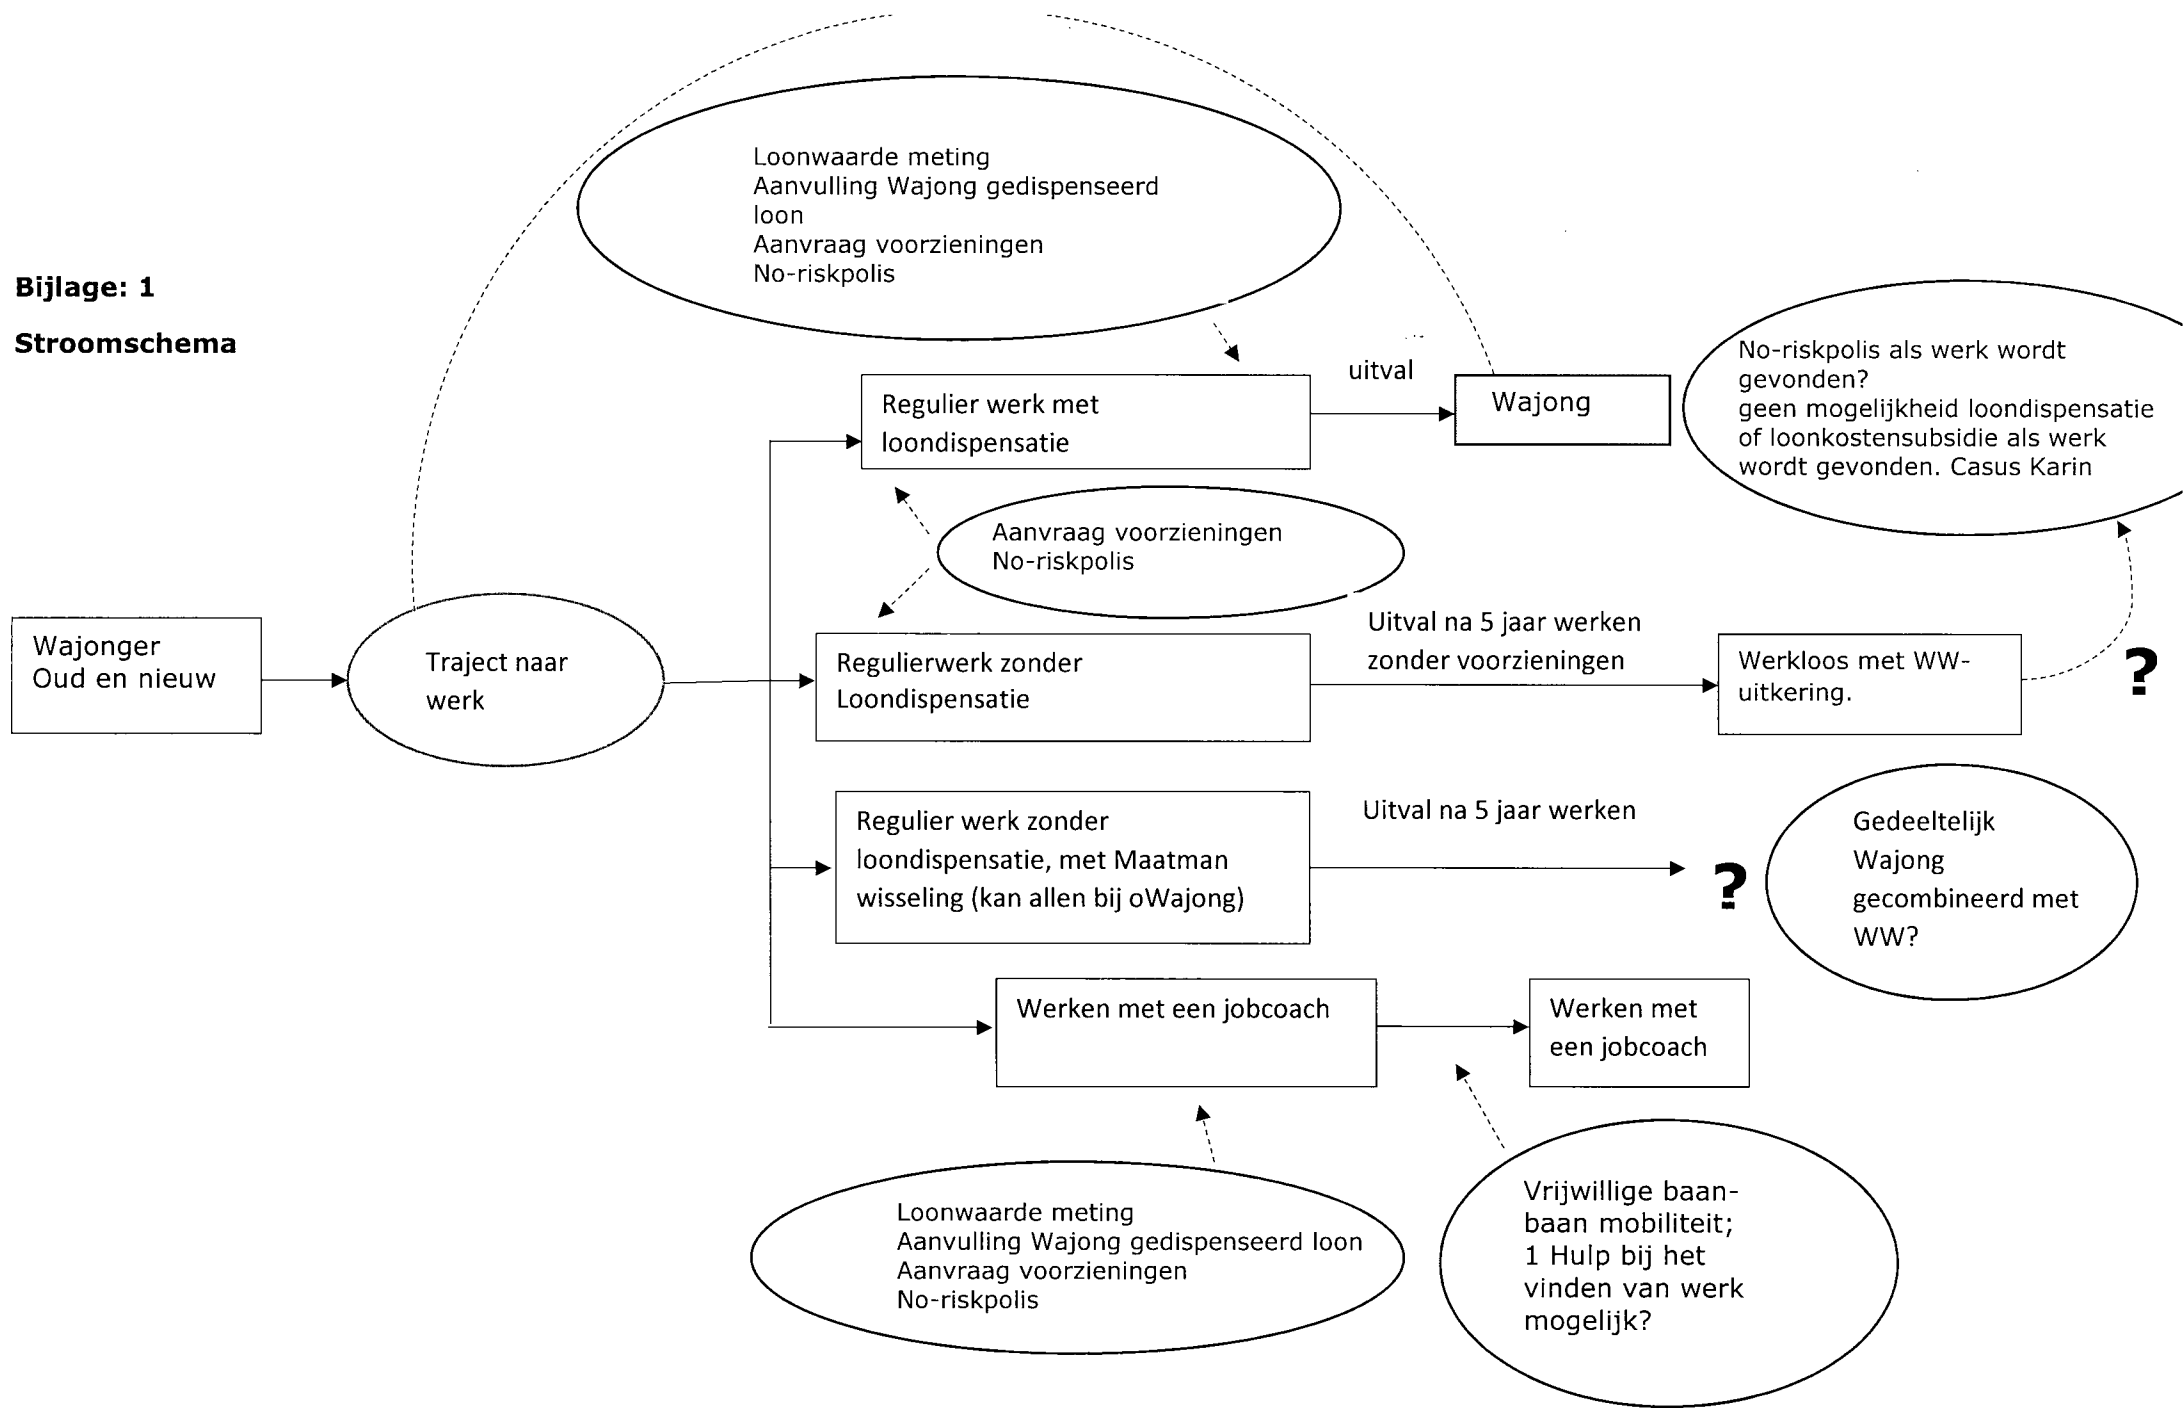 Bijlage: 1
Stroomschema
Loonwaarde meting
Aanvulling Wajong gedispenseerd
loon
Aanvraag voorzieningen
No-riskpolis
Regulier werk met
loondispensatie
uitval
Wajong
No-riskpolis als werk wordt
gevonden?
geen mogelijkheid loondispensatie
of loonkostensubsidie als werk
wordt gevonden. Casus Karin
Aanvraag voorzieningen
No-riskpolis
Wajonger
Oud en nieuw
Traject naar
werk
Regulierwerk zonder
Loondispensatie
Uitval na 5 jaar werken
zonder voorzieningen
Werkloos met WW-
uitkering.
?
Regulier werk zonder
loondispensatie, met Maatman
wisseling (kan allen bij oWajong)
Uitval na 5 jaar werken
?
Gedeeltelijk
Wajong
gecombineerd met
WW?
Werken met een jobcoach
Werken met
een jobcoach
Loonwaarde meting
Aanvulling Wajong gedispenseerd loon
Aanvraag voorzieningen
No-riskpolis
Vrijwillige baan-
baan mobiliteit;
1 Hulp bij het
vinden van werk
mogelijk?